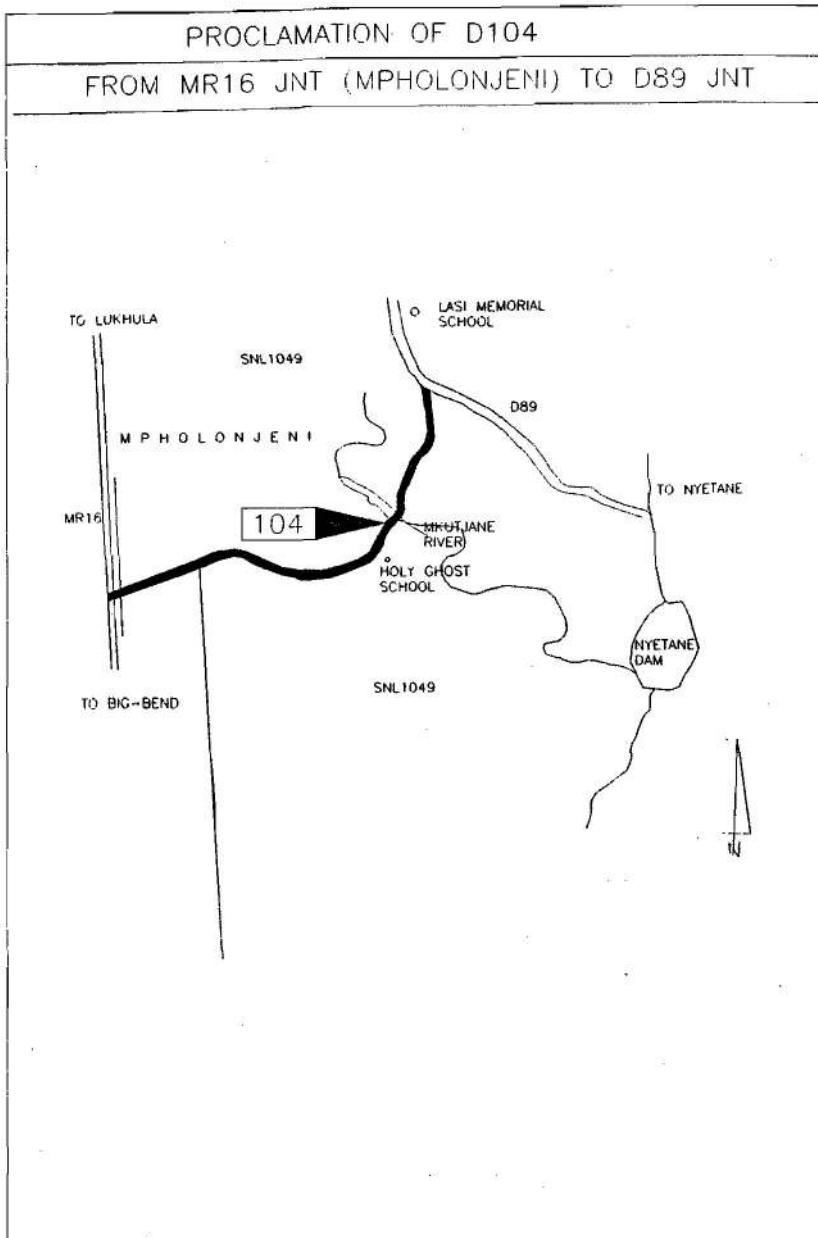 PROCLAMATION OF D104
FROM MR16 JNT (MPHOLONJENI) TO D89 JNT
LASI MEMORIAL
SCHOOL
TO LUKHULA
SNL1049
D89
MPHOLONJENI
TO NYETANE
MR16
104
MKUTJANE
RIVER
HOLY GHOST
SCHOOL
NYETANE
DAM
SNL1049
TO BIG-BEND
N